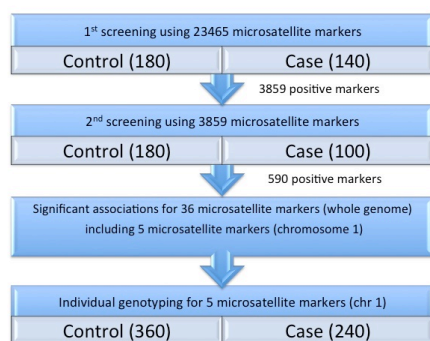 1st screening using 23465 microsatellite markers
Control (180) Case (140)
3859 positive markers
2nd screening using 3859 microsatellite markers
Control (180) Case (100)
590 positive markers
Significant associations for 36 microsatellite markers (whole genome)
including 5 microsatellite markers (chromosome 1)
Individual genotyping for 5 microsatellite markers (chr 1)
Control (360) Case (240)